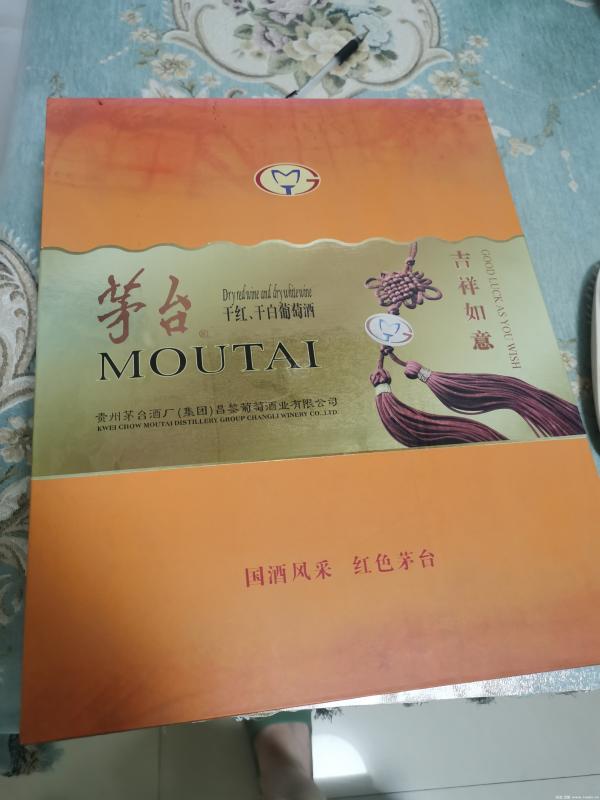 MG
茅台
®
Dry red wine and dry white wine
干红、干白葡萄酒
MOUTAI
贵州茅台酒厂(集团)昌黎葡萄酒业有限公司
KWEI CHOW MOUTAI DISTILLERY GROUP CHANGLI WINERY CO.,LTD.
吉祥如意
GOOD LUCK AS YOU WISH
国酒风采 红色茅台